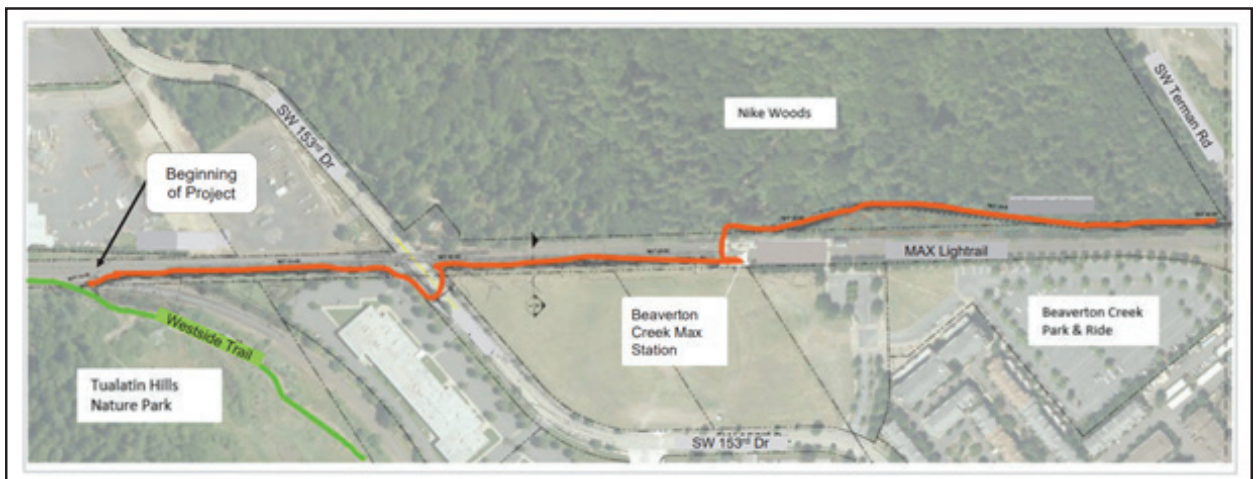 SW 153rd Dr
Nike Woods
SW Terman Rd
Beginning
of Project
MAX Lightrail
Westside Trail
Beaverton
Creek Max
Station
Beaverton Creek
Park & Ride
Tualatin Hills
Nature Park
SW 153rd Dr